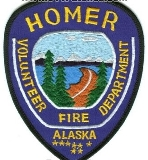 HOMER
VOLUNTEER
FIRE
DEPARTMENT
ALASKA